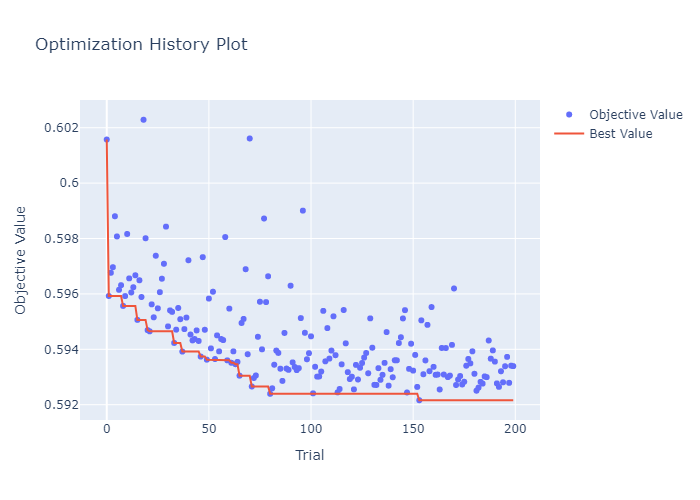 Optimization History Plot
Objective Value
Best Value
0.602
0.6
0.598
0.596
0.594
0.592
Objective Value
0
50
100
150
200
Trial